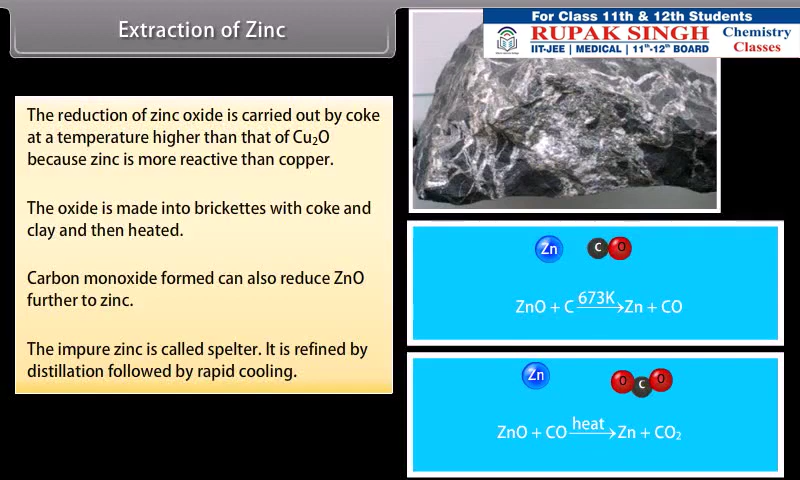 Extraction of Zinc
For Class 11th & 12th Students
RUPAK SINGH
IIT-JEE | MEDICAL | 11th-12th BOARD
Chemistry
Classes
The reduction of zinc oxide is carried out by coke
at a temperature higher than that of Cu₂O
because zinc is more reactive than copper.
The oxide is made into brickettes with coke and
clay and then heated.
Carbon monoxide formed can also reduce ZnO
further to zinc.
The impure zinc is called spelter. It is refined by
distillation followed by rapid cooling.
Zn C O
673K
ZnO + C ⟶ Zn + CO
Zn O C O
heat
ZnO + CO ⟶ Zn + CO₂